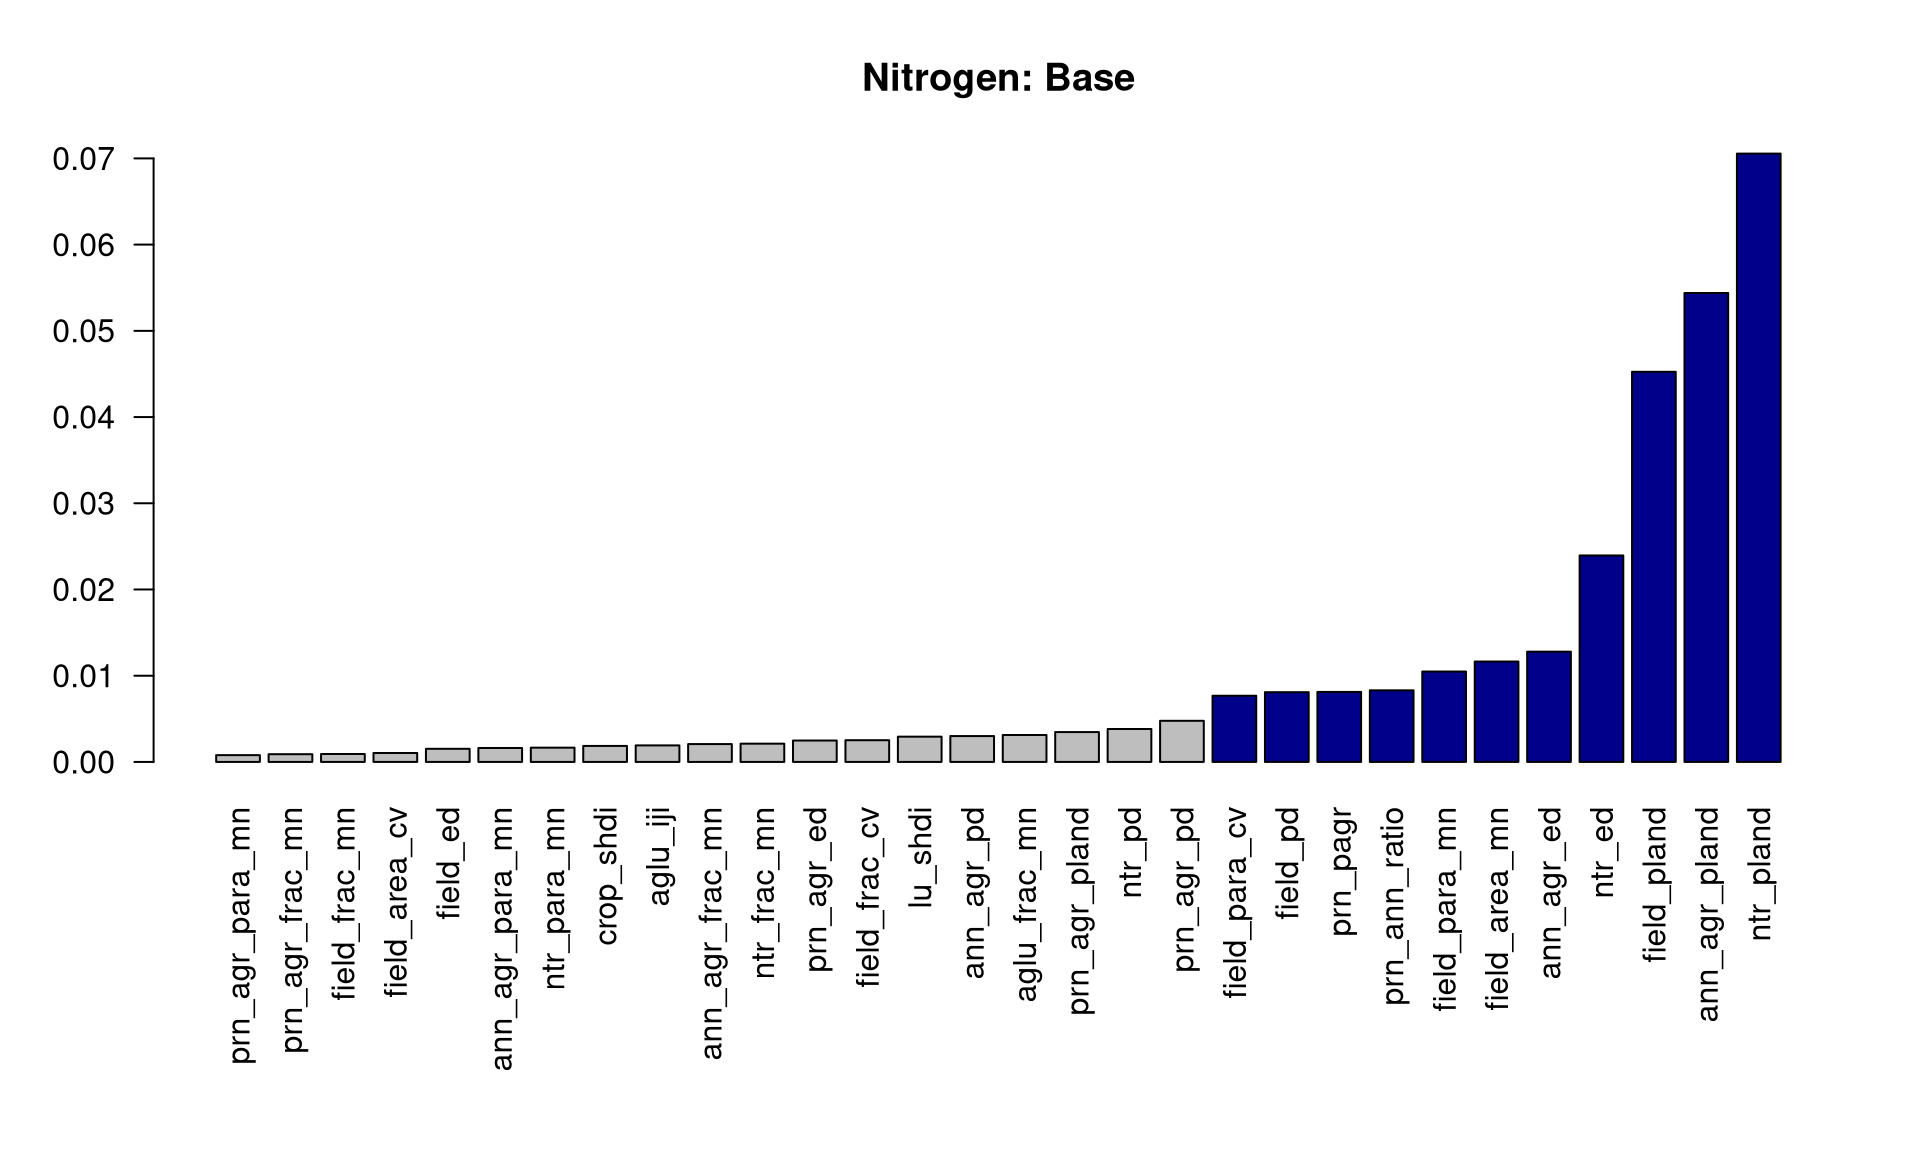 Nitrogen: Base
0.07
0.06
0.05
0.04
0.03
0.02
0.01
0.00
prn_agr_para_mn
prn_agr_frac_mn
field_frac_mn
field_area_cv
field_ed
ann_agr_para_mn
ntr_para_mn
crop_shdi
aglu_iji
ann_agr_frac_mn
ntr_frac_mn
prn_agr_ed
field_frac_cv
lu_shdi
ann_agr_pd
aglu_frac_mn
prn_agr_pland
ntr_pd
prn_agr_pd
field_para_cv
field_pd
prn_pagr
prn_ann_ratio
field_para_mn
field_area_mn
ann_agr_ed
ntr_ed
field_pland
ann_agr_pland
ntr_pland